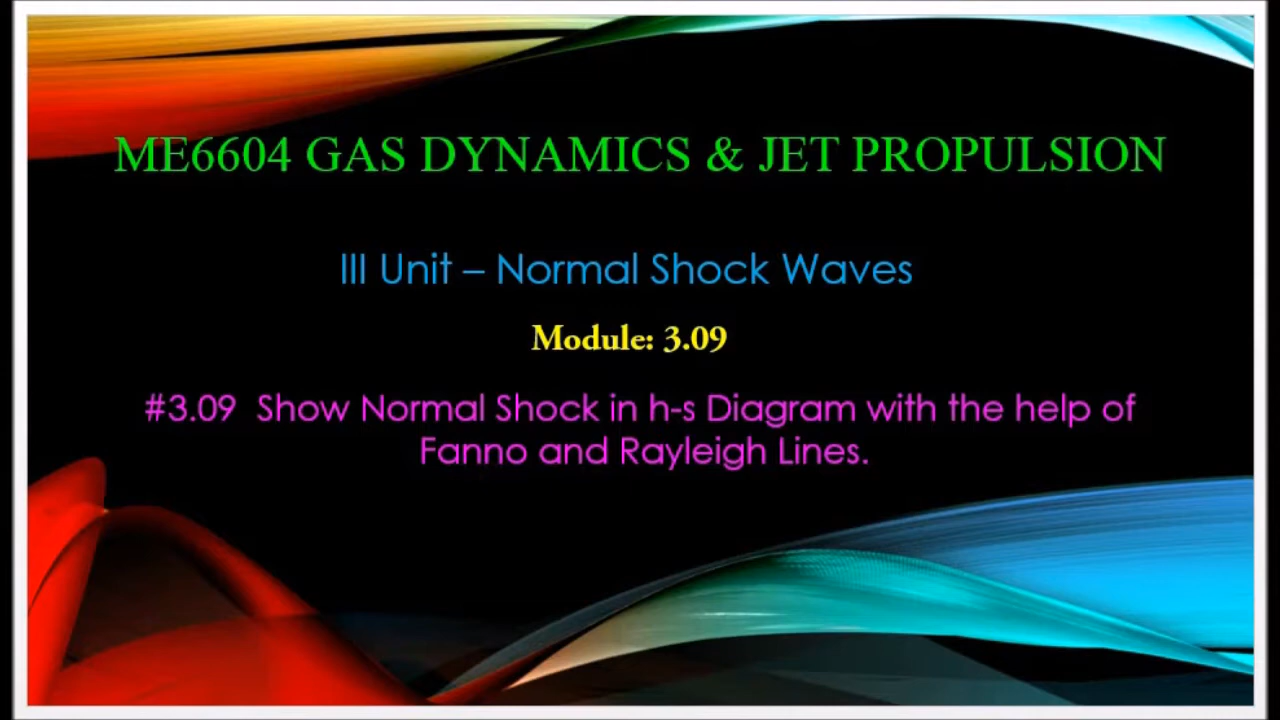 ME6604 GAS DYNAMICS & JET PROPULSION
III Unit – Normal Shock Waves
Module: 3.09
#3.09 Show Normal Shock in h-s Diagram with the help of
Fanno and Rayleigh Lines.